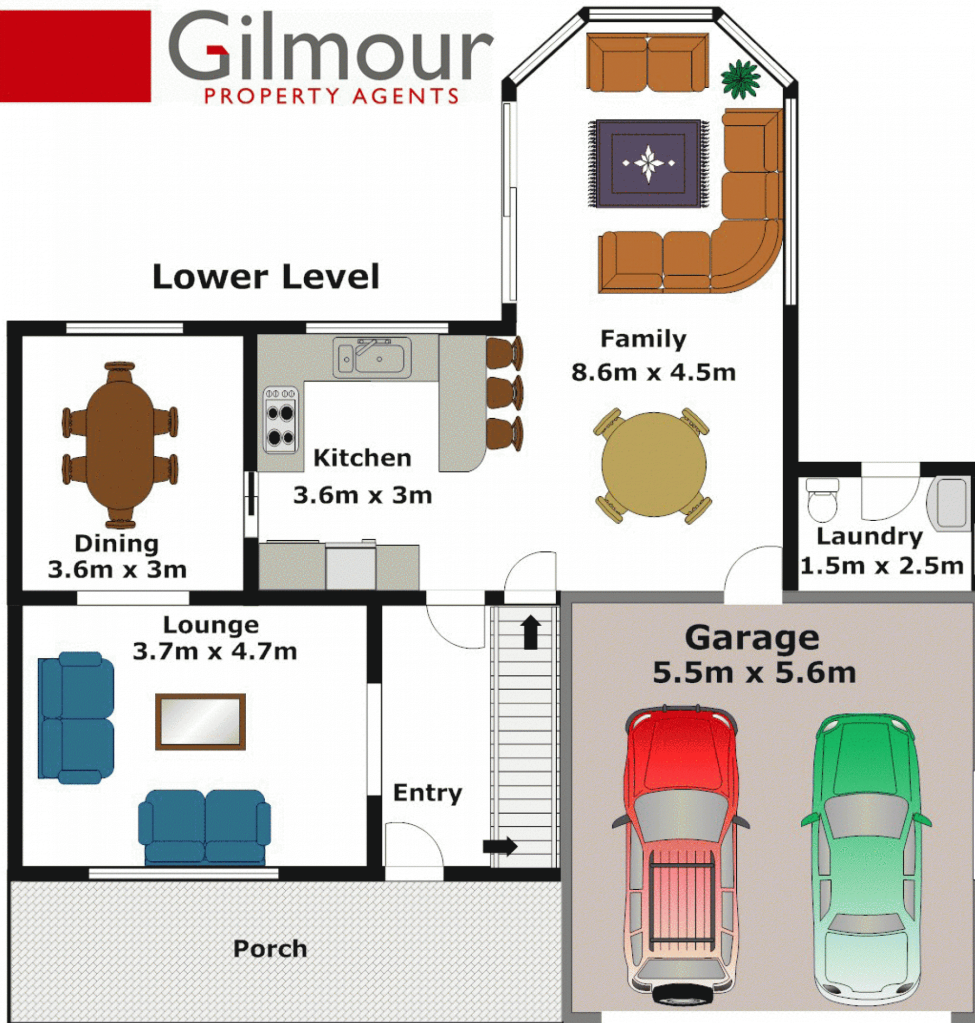 Gilmour
PROPERTY AGENTS
Lower Level
Family
8.6m x 4.5m
Kitchen
3.6m x 3m
Dining
3.6m x 3m
Laundry
1.5m x 2.5m
Lounge
3.7m x 4.7m
Garage
5.5m x 5.6m
Entry
Porch